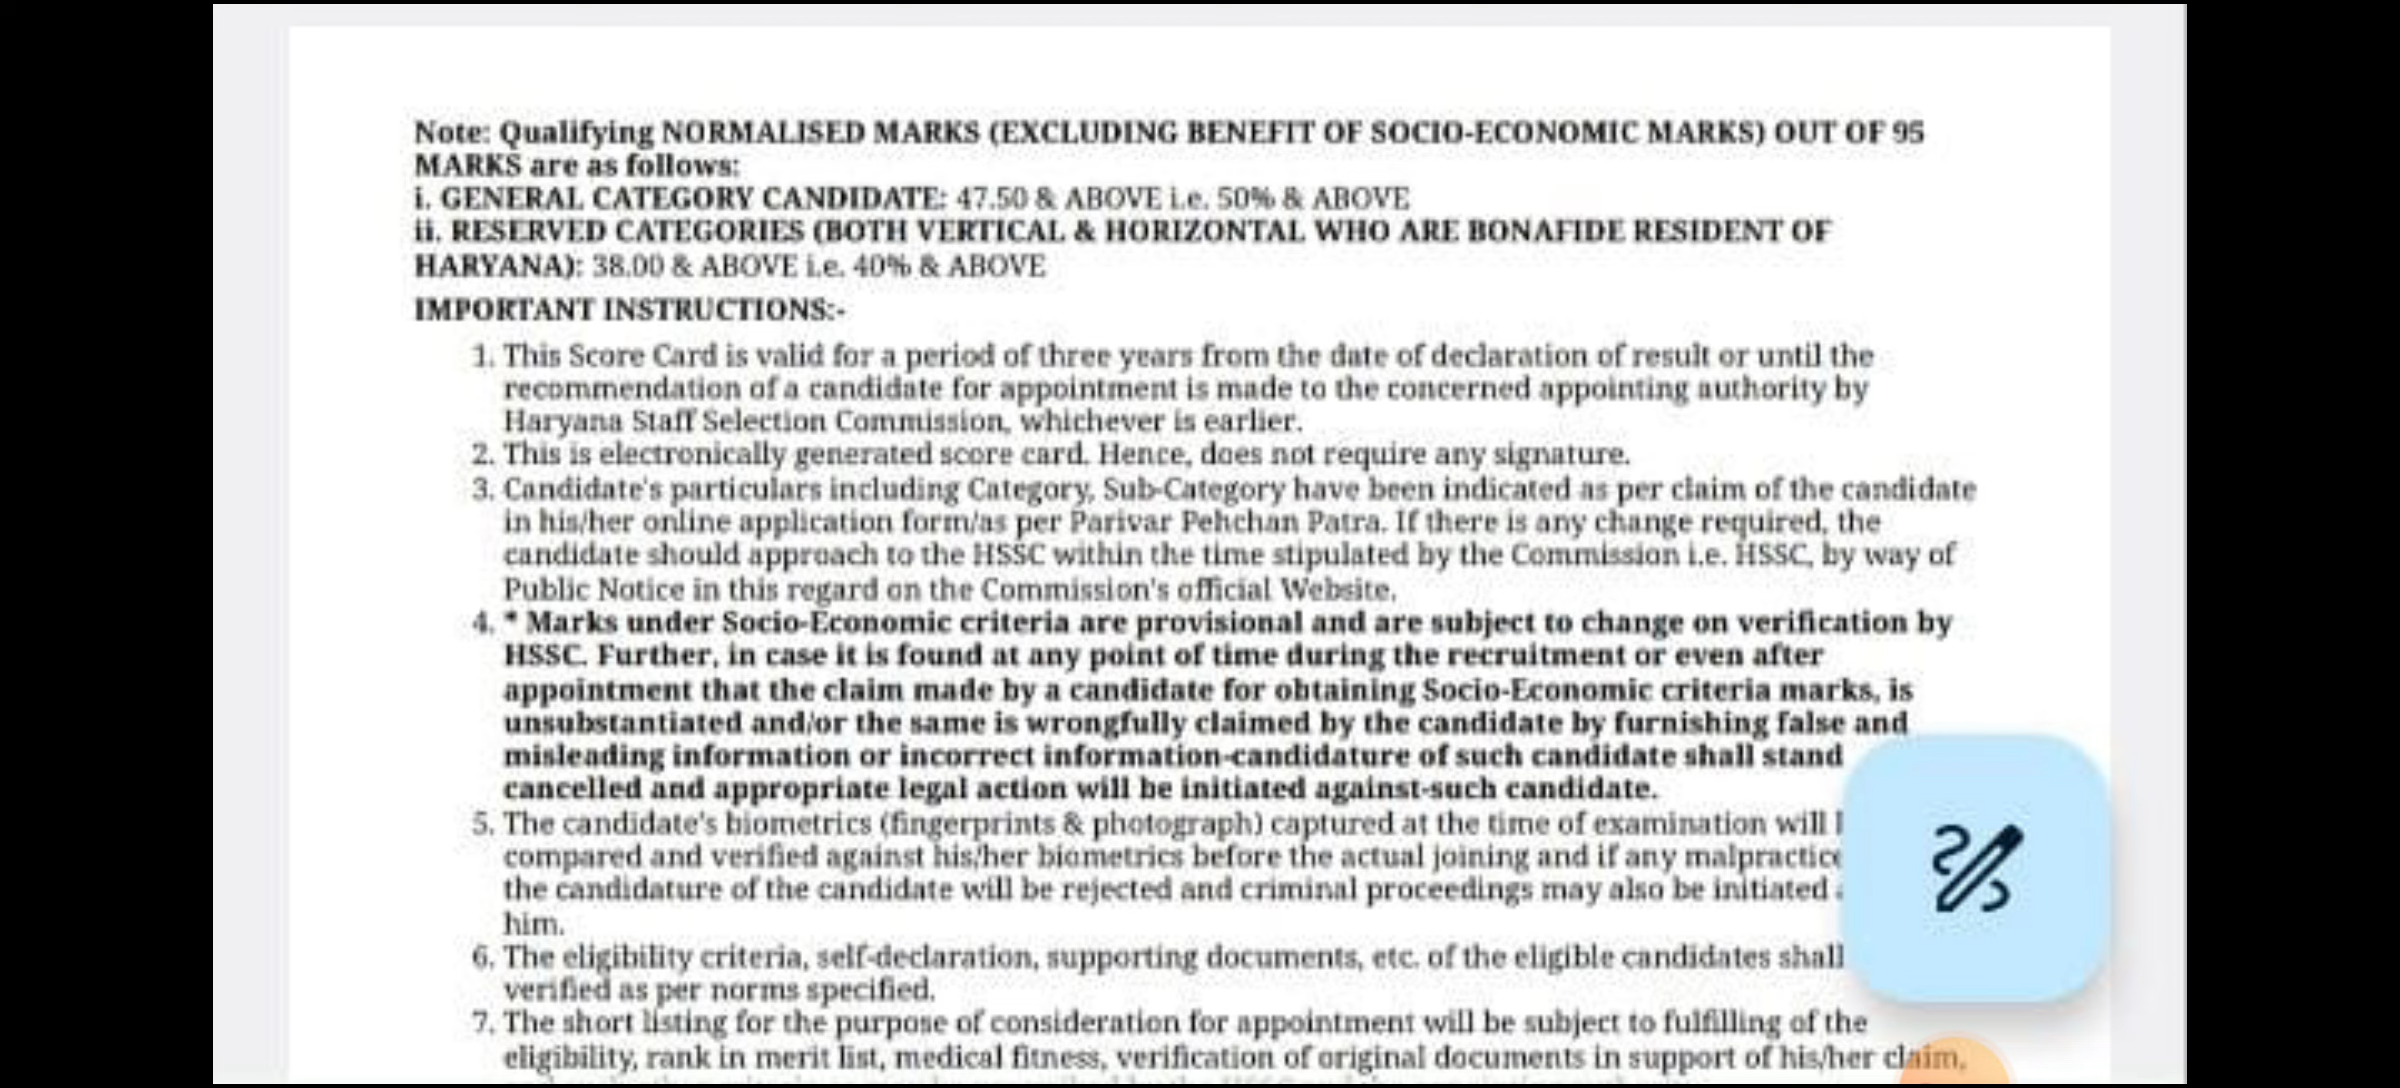 Note: Qualifying NORMALISED MARKS (EXCLUDING BENEFIT OF SOCIO-ECONOMIC MARKS) OUT OF 95
MARKS are as follows:
i. GENERAL CATEGORY CANDIDATE: 47.50 & ABOVE i.e. 50% & ABOVE
ii. RESERVED CATEGORIES (BOTH VERTICAL & HORIZONTAL WHO ARE BONAFIDE RESIDENT OF
HARYANA): 38.00 & ABOVE i.e. 40% & ABOVE
IMPORTANT INSTRUCTIONS:-
1. This Score Card is valid for a period of three years from the date of declaration of result or until the
recommendation of a candidate for appointment is made to the concerned appointing authority by
Haryana Staff Selection Commission, whichever is earlier.
2. This is electronically generated score card. Hence, does not require any signature.
3. Candidate's particulars including Category, Sub-Category have been indicated as per claim of the candidate
in his/her online application form/as per Parivar Pehchan Patra. If there is any change required, the
candidate should approach to the HSSC within the time stipulated by the Commission i.e. HSSC, by way of
Public Notice in this regard on the Commission's official Website.
4. * Marks under Socio-Economic criteria are provisional and are subject to change on verification by
HSSC. Further, in case it is found at any point of time during the recruitment or even after
appointment that the claim made by a candidate for obtaining Socio-Economic criteria marks, is
unsubstantiated and/or the same is wrongfully claimed by the candidate by furnishing false and
misleading information or incorrect information-candidature of such candidate shall stand
cancelled and appropriate legal action will be initiated against-such candidate.
5. The candidate's biometrics (fingerprints & photograph) captured at the time of examination will
compared and verified against his/her biometrics before the actual joining and if any malpractice
the candidature of the candidate will be rejected and criminal proceedings may also be initiated
him.
6. The eligibility criteria, self-declaration, supporting documents, etc. of the eligible candidates shall
verified as per norms specified.
7. The short listing for the purpose of consideration for appointment will be subject to fulfilling of the
eligibility, rank in merit list, medical fitness, verification of original documents in support of his/her claim,